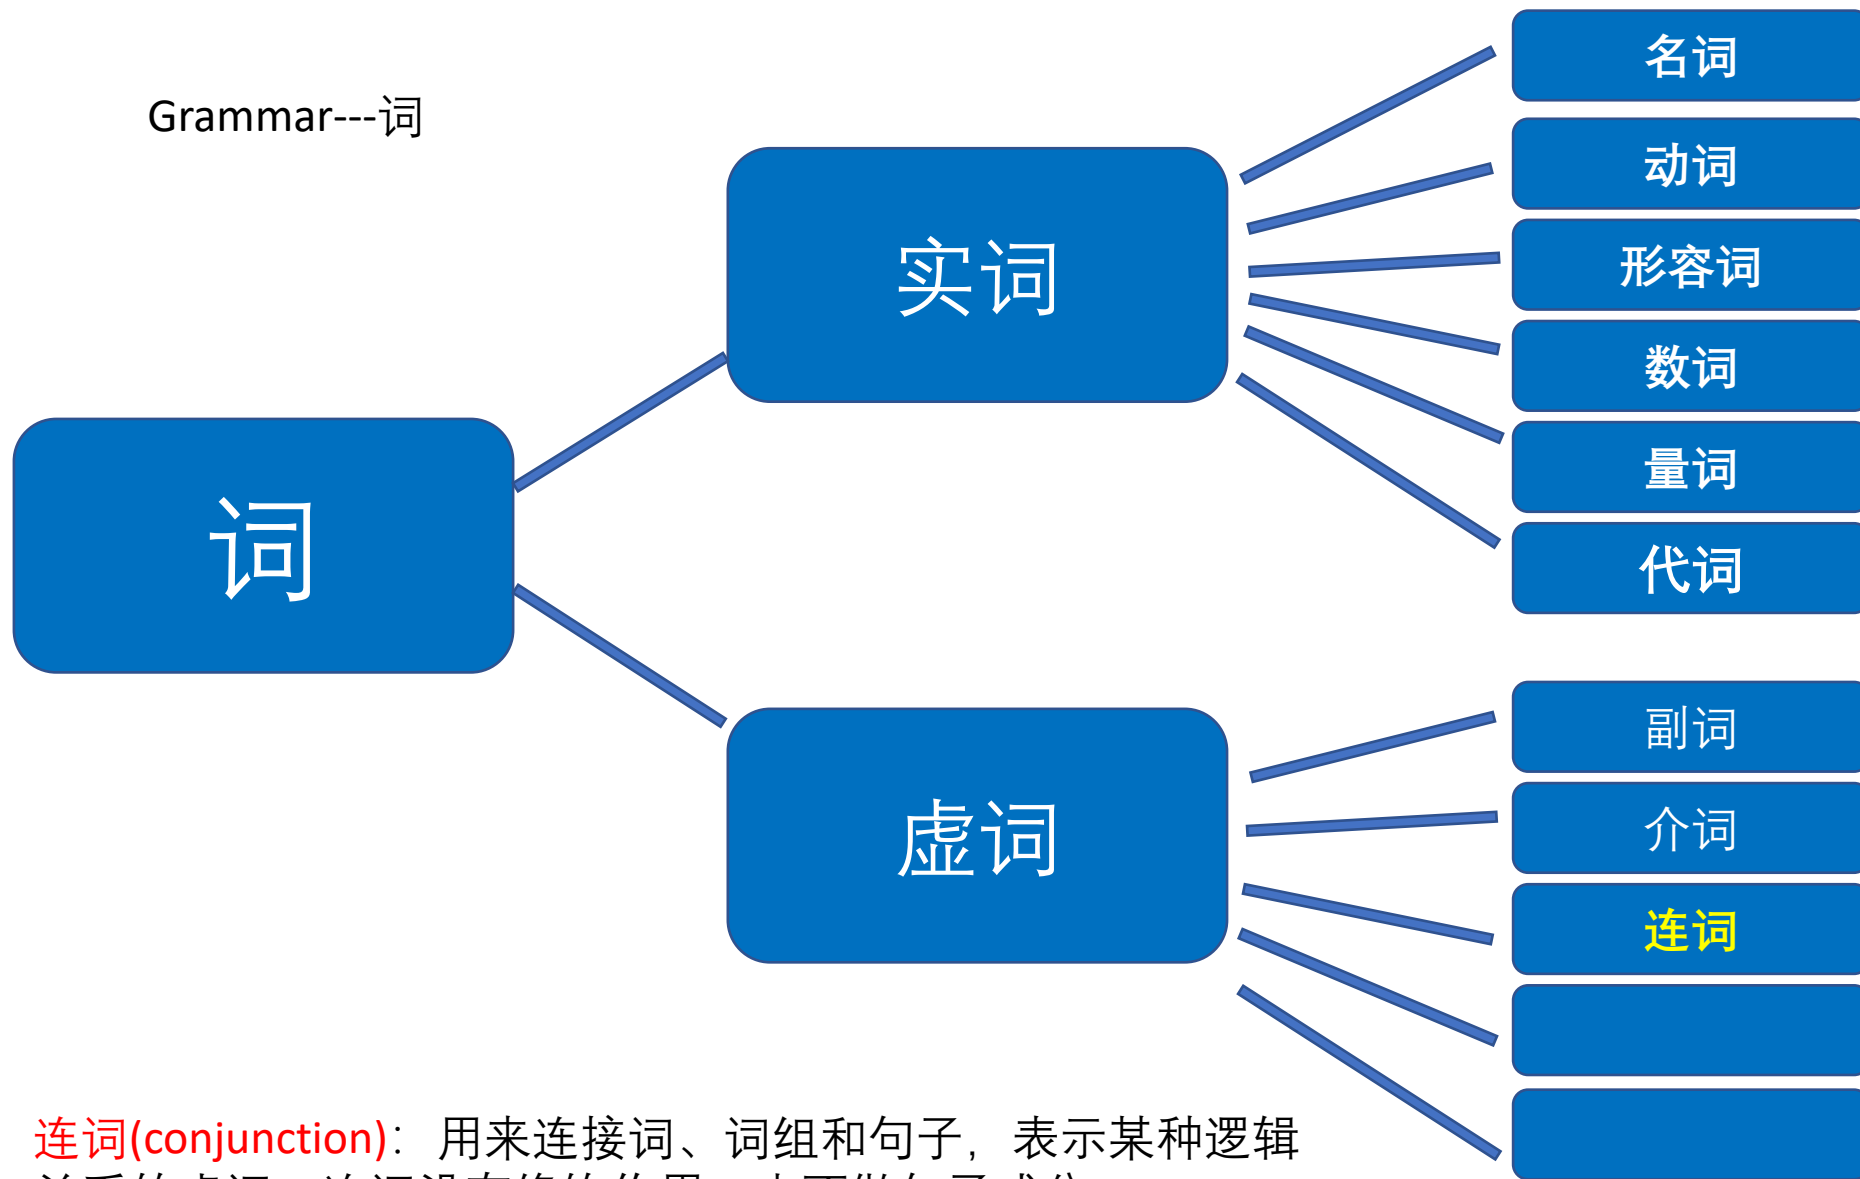 Grammar---词
词
实词
名词
动词
形容词
数词
量词
代词
虚词
副词
介词
连词
连词(conjunction)：用来连接词、词组和句子，表示某种逻辑